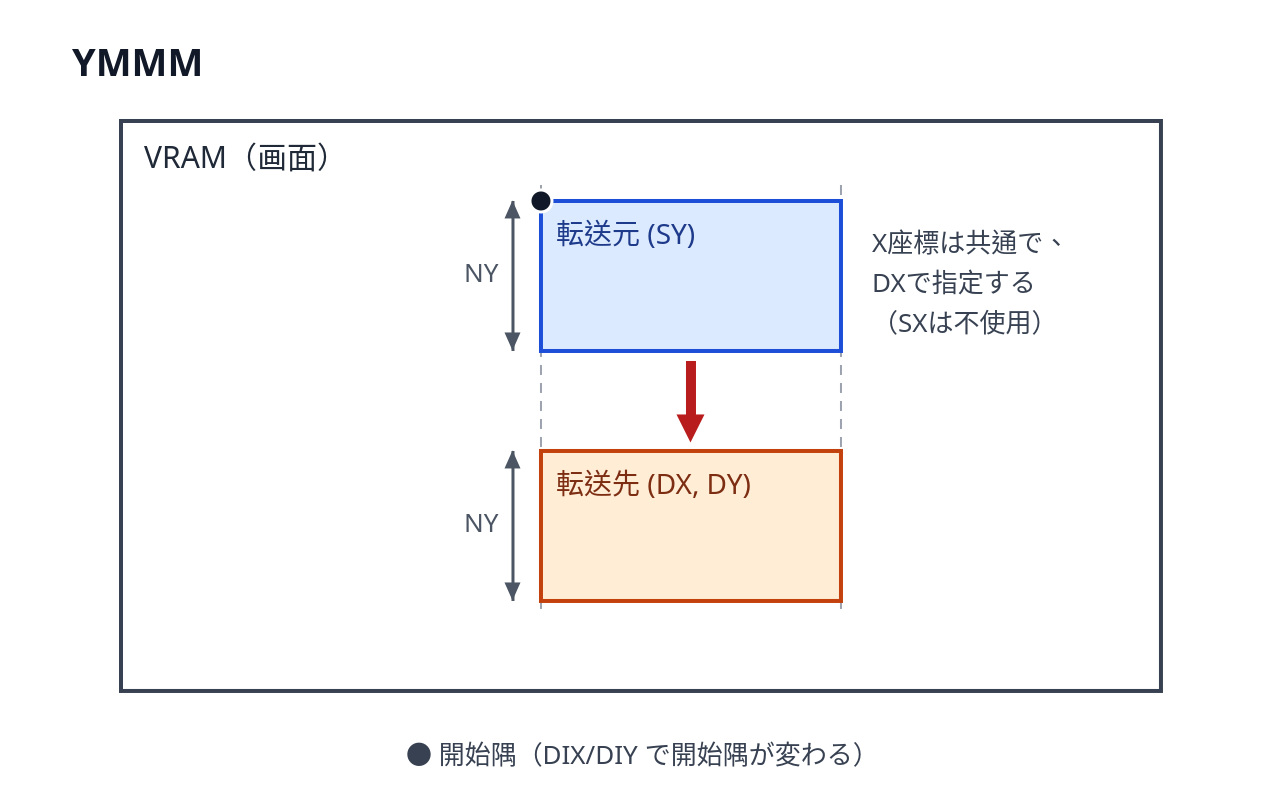 YMMM
VRAM（画面）
転送元 (SY)
NY
X座標は共通で、
DXで指定する
（SXは不使用）
転送先 (DX, DY)
NY
開始隅（DIX/DIY で開始隅が変わる）